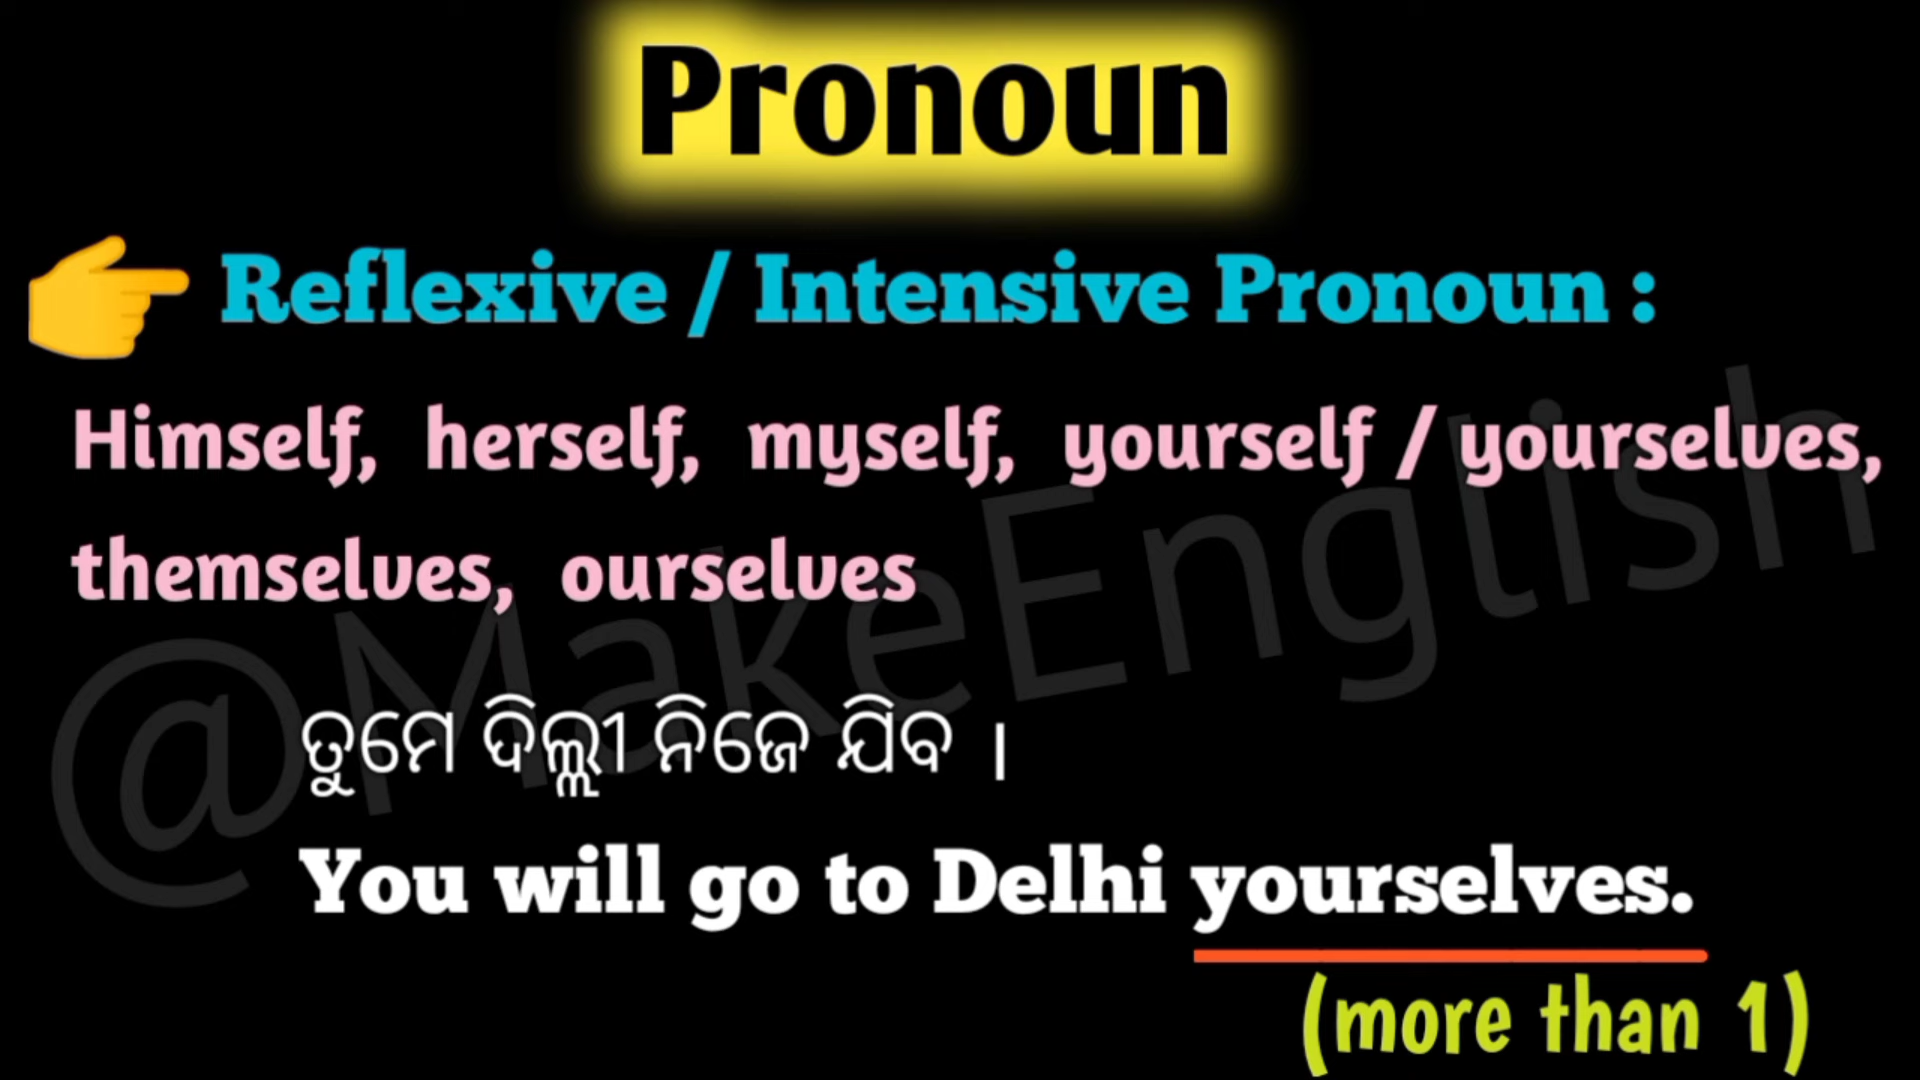 Pronoun
Reflexive / Intensive Pronoun :
Himself, herself, myself, yourself / yourselves,
themselves, ourselves
@MakeEnglish
ତୁମେ ଦିଲ୍ଲୀ ନିଜେ ଯିବ ।
You will go to Delhi yourselves.
(more than 1)